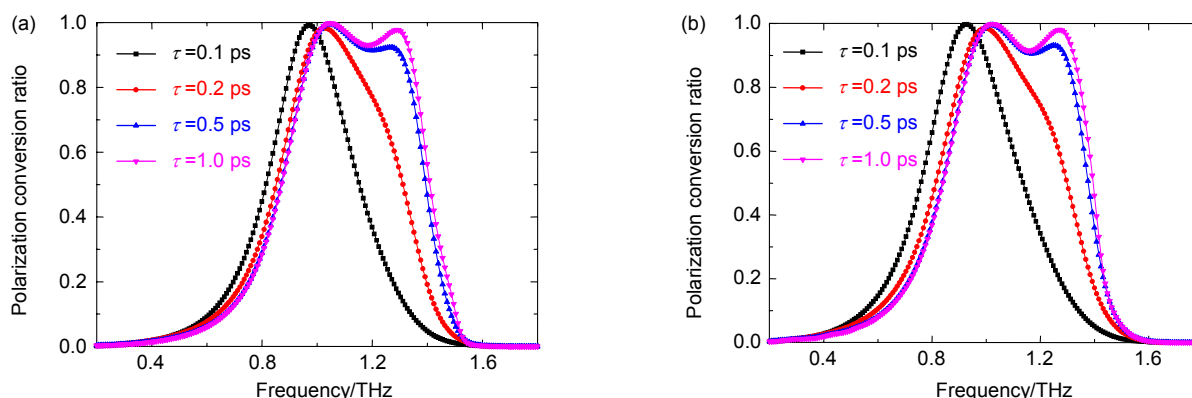 (a)
1.0
0.8
0.6
0.4
0.2
0.0
Polarization conversion ratio
τ=0.1 ps
τ=0.2 ps
τ=0.5 ps
τ=1.0 ps
0.4 0.8 1.2 1.6
Frequency/THz
(b)
1.0
0.8
0.6
0.4
0.2
0.0
Polarization conversion ratio
τ=0.1 ps
τ=0.2 ps
τ=0.5 ps
τ=1.0 ps
0.4 0.8 1.2 1.6
Frequency/THz